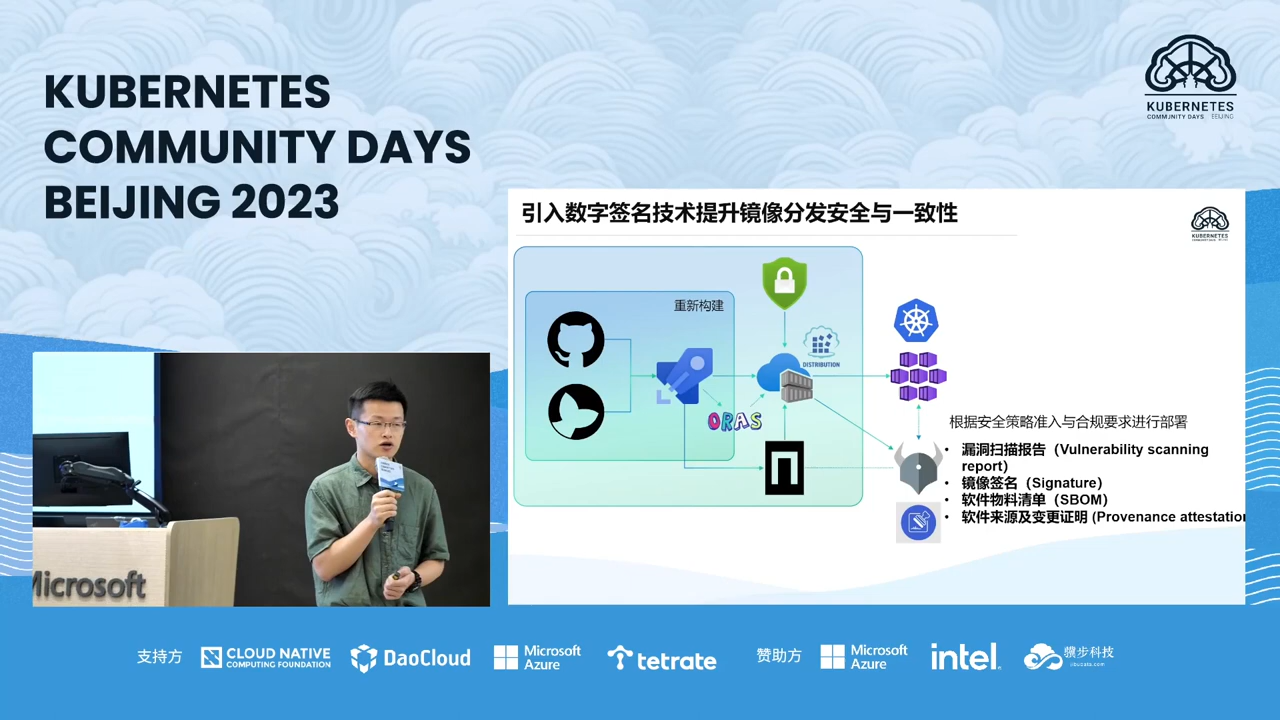 KUBERNETES
COMMUNITY DAYS
BEIJING 2023
KUBERNETES
COMMUNITY DAYS BEIJING
引入数字签名技术提升镜像分发安全与一致性
KUBERNETES
重新构建
DISTRIBUTION
ORAS
根据安全策略准入与合规要求进行部署
• 漏洞扫描报告（Vulnerability scanning
report）
• 镜像签名（Signature）
• 软件物料清单（SBOM）
• 软件来源及变更证明 (Provenance attestation
Microsoft
支持方
CLOUD NATIVE
COMPUTING FOUNDATION
DaoCloud
Microsoft
Azure
tetrate
赞助方
Microsoft
Azure
intel.
骥步科技